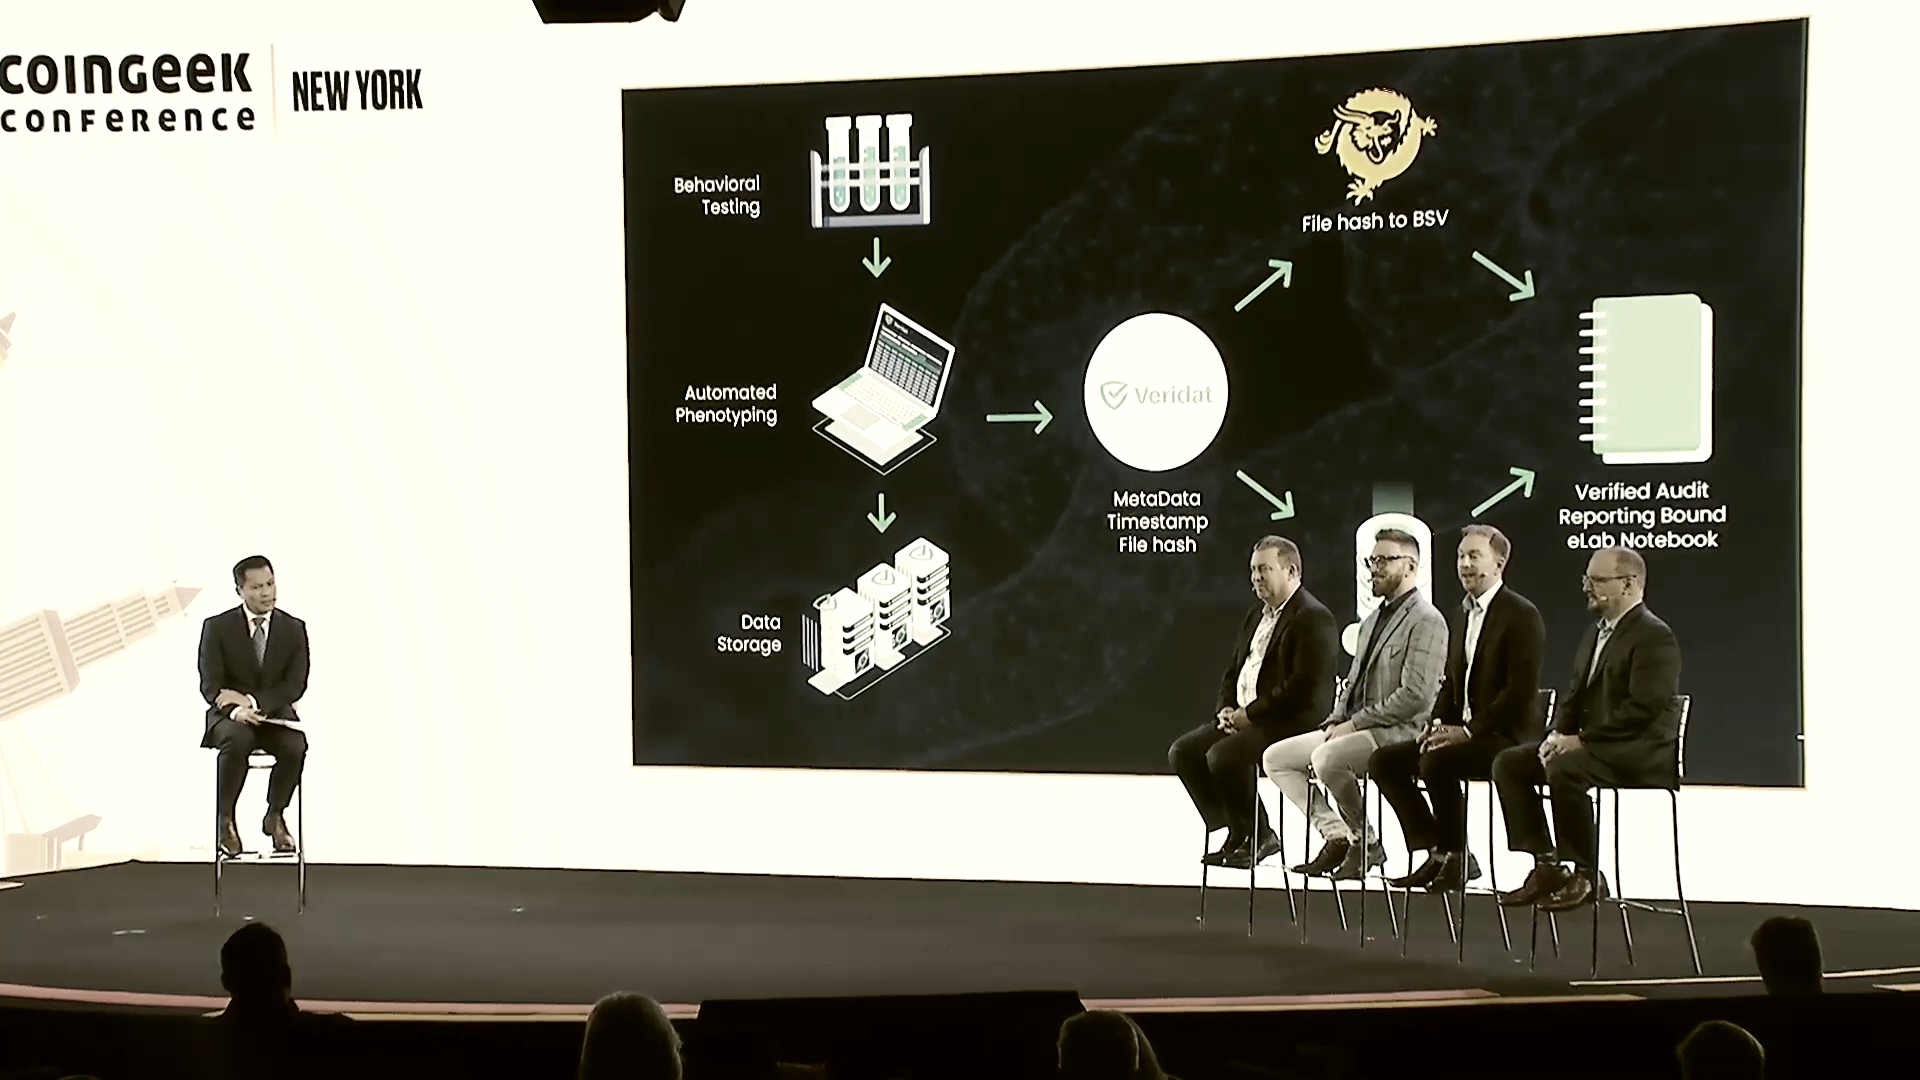 COINGEEK
CONFERENCE
NEW YORK
Behavioral
Testing
Automated
Phenotyping
Data
Storage
Veridat
MetaData
Timestamp
File hash
File hash to BSV
Verified Audit
Reporting Bound
eLab Notebook